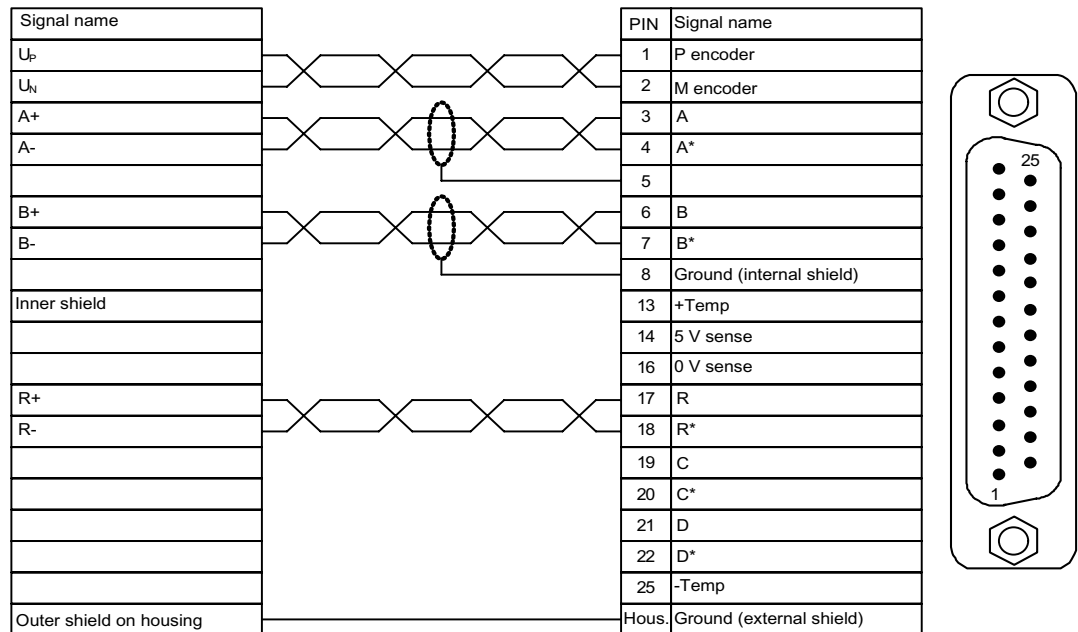 Signal name PIN Signal name
Uₚ 1 P encoder
U_N 2 M encoder
A+ 3 A
A- 4 A*
5
B+ 6 B
B- 7 B*
8 Ground (internal shield)
Inner shield 13 +Temp
14 5 V sense
16 0 V sense
R+ 17 R
R- 18 R*
19 C
20 C*
21 D
22 D*
25 -Temp
Outer shield on housing Hous. Ground (external shield)
25
1